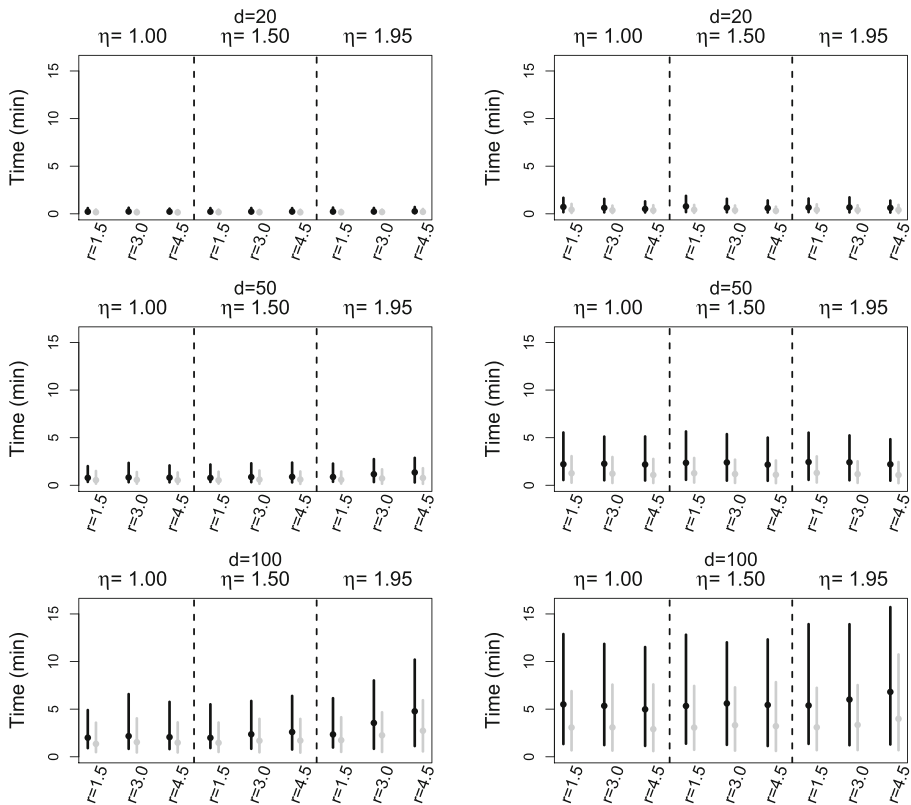 d=20
η= 1.00 η= 1.50 η= 1.95
Time (min)
15
10
5
0
r=1.5 r=3.0 r=4.5 r=1.5 r=3.0 r=4.5 r=1.5 r=3.0 r=4.5
d=20
η= 1.00 η= 1.50 η= 1.95
Time (min)
15
10
5
0
r=1.5 r=3.0 r=4.5 r=1.5 r=3.0 r=4.5 r=1.5 r=3.0 r=4.5
d=50
η= 1.00 η= 1.50 η= 1.95
Time (min)
15
10
5
0
r=1.5 r=3.0 r=4.5 r=1.5 r=3.0 r=4.5 r=1.5 r=3.0 r=4.5
d=50
η= 1.00 η= 1.50 η= 1.95
Time (min)
15
10
5
0
r=1.5 r=3.0 r=4.5 r=1.5 r=3.0 r=4.5 r=1.5 r=3.0 r=4.5
d=100
η= 1.00 η= 1.50 η= 1.95
Time (min)
15
10
5
0
r=1.5 r=3.0 r=4.5 r=1.5 r=3.0 r=4.5 r=1.5 r=3.0 r=4.5
d=100
η= 1.00 η= 1.50 η= 1.95
Time (min)
15
10
5
0
r=1.5 r=3.0 r=4.5 r=1.5 r=3.0 r=4.5 r=1.5 r=3.0 r=4.5